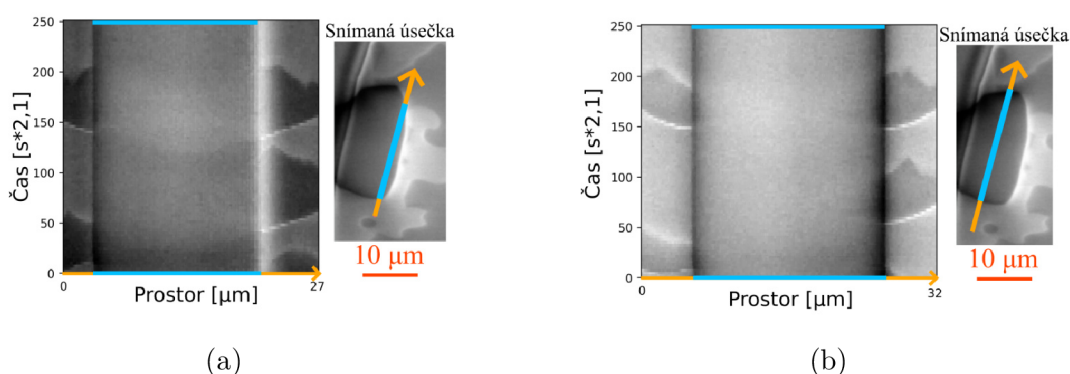 250
200
150
100
50
0
Čas [s*2,1]
0
27
Prostor [µm]
Snímaná úsečka
10 µm
(a)
250
200
150
100
50
0
Čas [s*2,1]
0
32
Prostor [µm]
Snímaná úsečka
10 µm
(b)